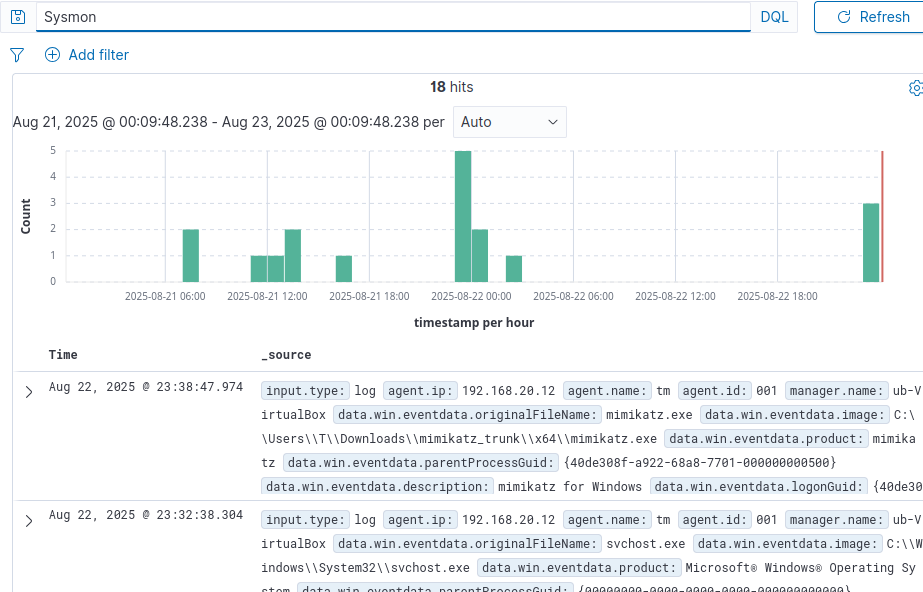 Sysmon DQL Refresh
Add filter
18 hits
Aug 21, 2025 @ 00:09:48.238 - Aug 23, 2025 @ 00:09:48.238 per Auto
5
4
3
2
1
0
Count
2025-08-21 06:00 2025-08-21 12:00 2025-08-21 18:00 2025-08-22 00:00 2025-08-22 06:00 2025-08-22 12:00 2025-08-22 18:00
timestamp per hour
Time _source
Aug 22, 2025 @ 23:38:47.974 input.type: log agent.ip: 192.168.20.12 agent.name: tm agent.id: 001 manager.name: ub-V
irtualBox data.win.eventdata.originalFileName: mimikatz.exe data.win.eventdata.image: C:\
\Users\\T\\Downloads\\mimikatz_trunk\\x64\\mimikatz.exe data.win.eventdata.product: mimika
tz data.win.eventdata.parentProcessGuid: {40de308f-a922-68a8-7701-000000000500}
data.win.eventdata.description: mimikatz for Windows data.win.eventdata.logonGuid: {40de30
Aug 22, 2025 @ 23:32:38.304 input.type: log agent.ip: 192.168.20.12 agent.name: tm agent.id: 001 manager.name: ub-V
irtualBox data.win.eventdata.originalFileName: svchost.exe data.win.eventdata.image: C:\\W
indows\\System32\\svchost.exe data.win.eventdata.product: Microsoft® Windows® Operating Sy
stem data.win.eventdata.parentProcessGuid: {00000000-0000-0000-0000-000000000000}